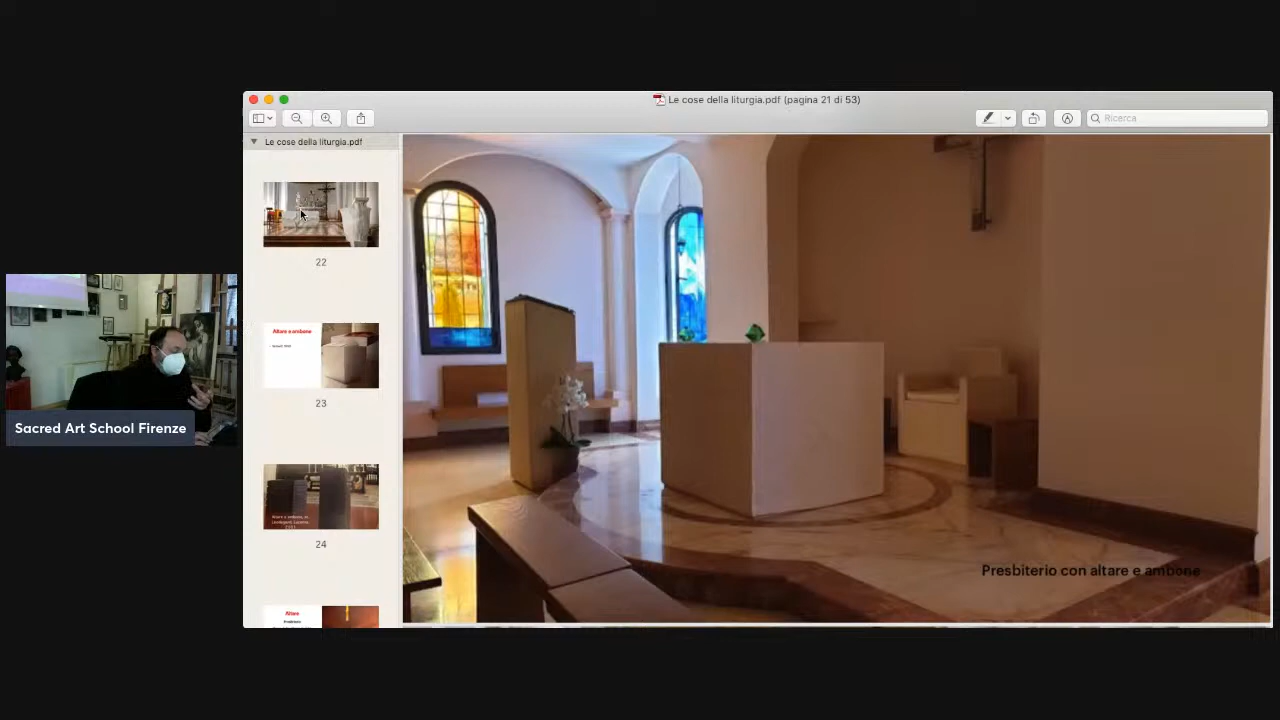 Le cose della liturgia.pdf (pagina 21 di 53)
Ricerca
Le cose della liturgia.pdf
22
Altare e ambone
23
24
Altare
Presbiterio con altare e ambone
Sacred Art School Firenze